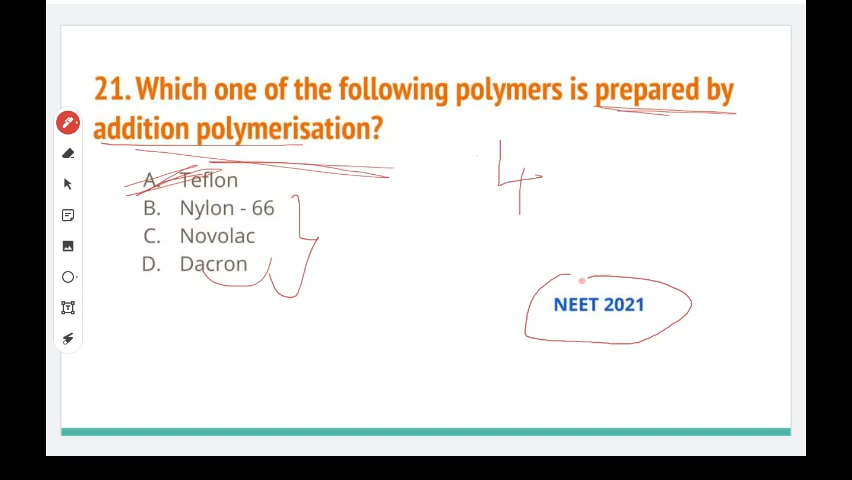 21. Which one of the following polymers is prepared by
addition polymerisation?
A. Teflon
B. Nylon - 66
C. Novolac
D. Dacron
4
NEET 2021